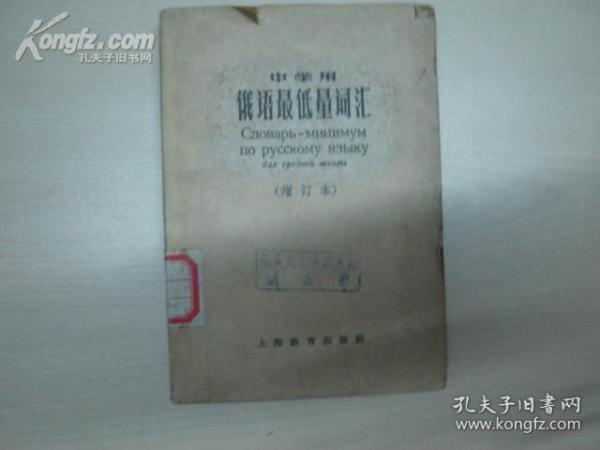 Kongfz.com
孔夫子旧书网
中学用
俄语最低量词汇
Словарь-минимум
по русскому языку
для средней школы
(增订本)
上海教育出版社
孔夫子旧书网
www.kongfz.com